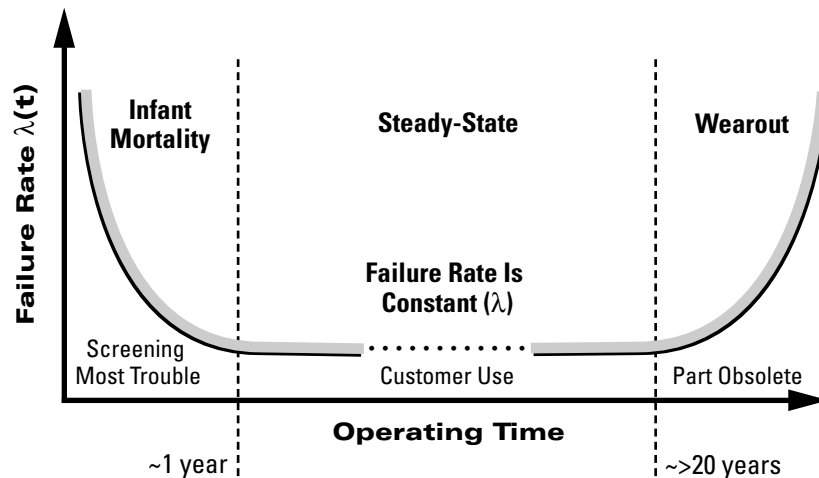 Failure Rate λ(t)
Infant
Mortality
Steady-State
Wearout
Failure Rate Is
Constant (λ)
Screening
Most Trouble
Customer Use
Part Obsolete
Operating Time
~1 year
~>20 years